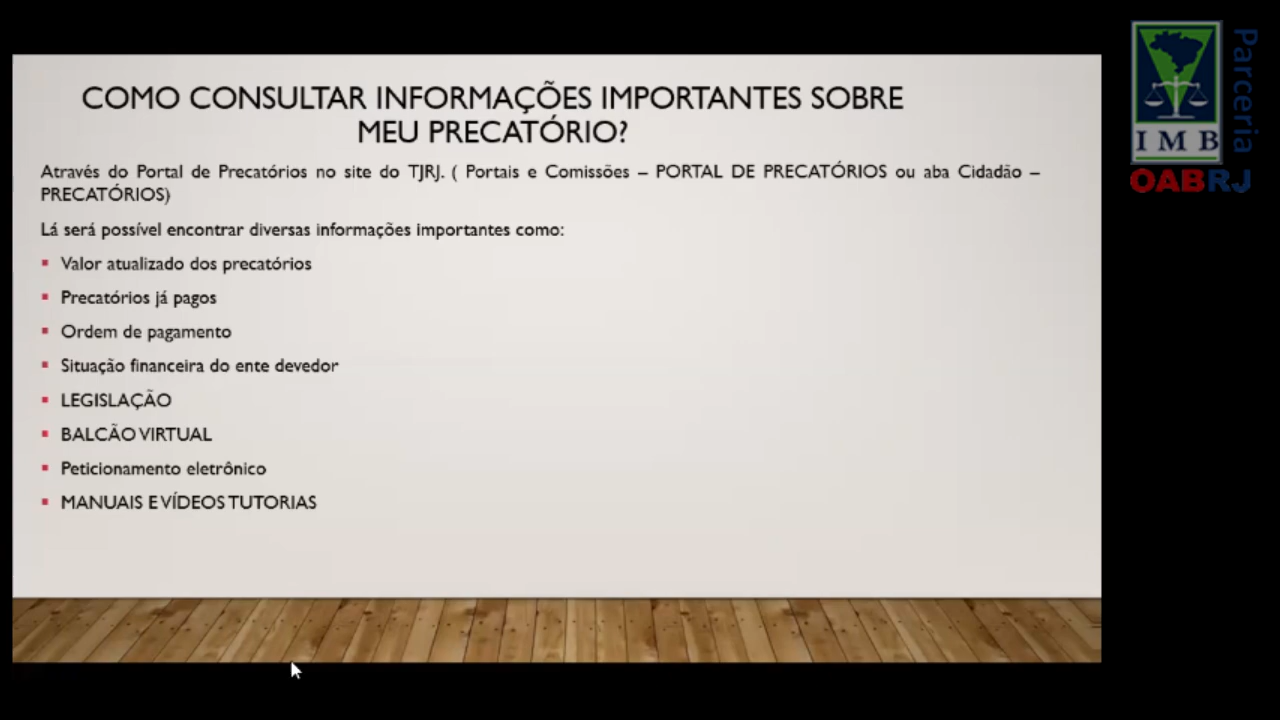 COMO CONSULTAR INFORMAÇÕES IMPORTANTES SOBRE
MEU PRECATÓRIO?
Através do Portal de Precatórios no site do TJRJ. ( Portais e Comissões – PORTAL DE PRECATÓRIOS ou aba Cidadão –
PRECATÓRIOS)
Lá será possível encontrar diversas informações importantes como:
▪ Valor atualizado dos precatórios
▪ Precatórios já pagos
▪ Ordem de pagamento
▪ Situação financeira do ente devedor
▪ LEGISLAÇÃO
▪ BALCÃO VIRTUAL
▪ Peticionamento eletrônico
▪ MANUAIS E VÍDEOS TUTORIAS
IMB
OABRJ
Parceria